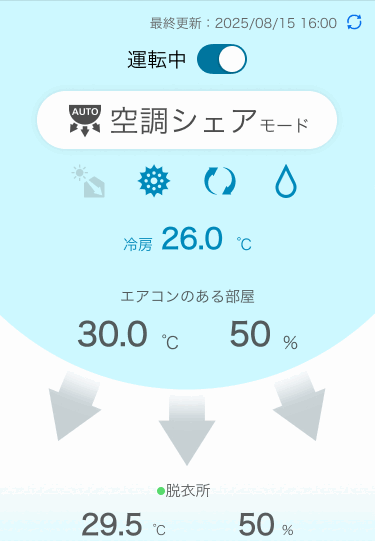 最終更新：2025/08/15 16:00
運転中
AUTO 空調シェアモード
冷房 26.0 ℃
エアコンのある部屋
30.0 ℃ 50 %
脱衣所
29.5 ℃ 50 %